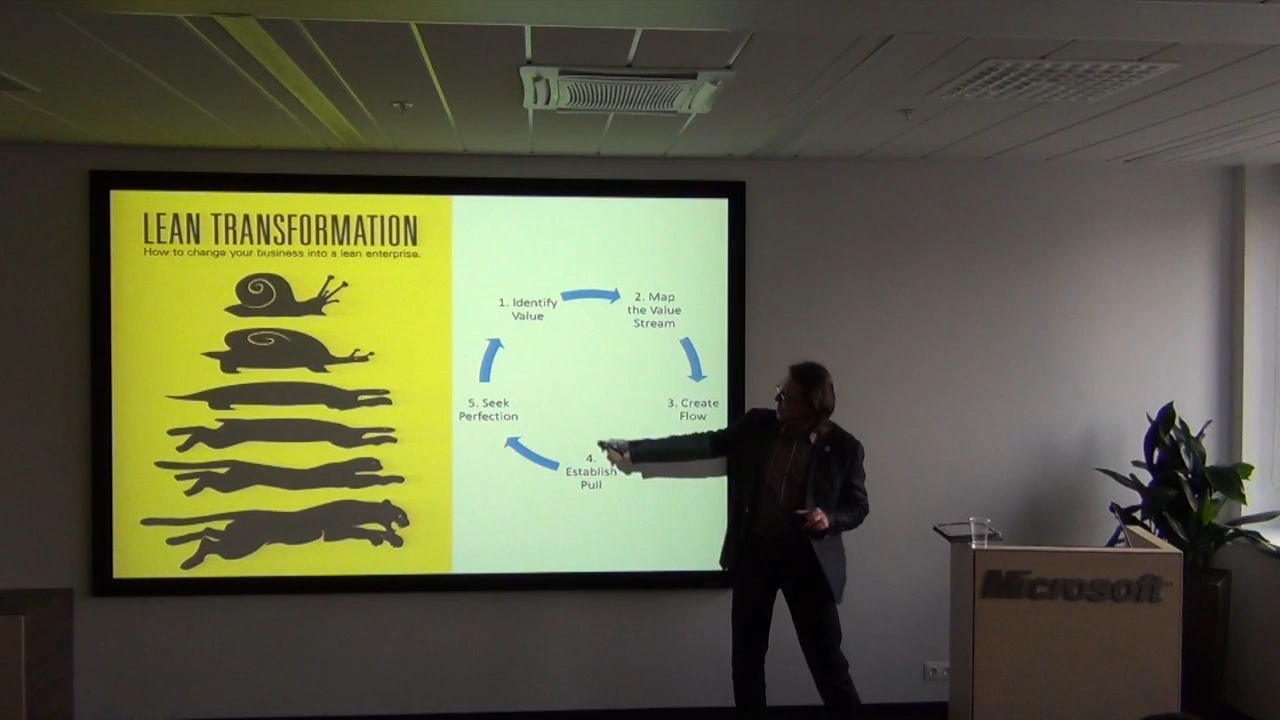 LEAN TRANSFORMATION
How to change your business into a lean enterprise.
1. Identify
Value
2. Map
the Value
Stream
3. Create
Flow
4.
Establish
Pull
5. Seek
Perfection
Microsoft